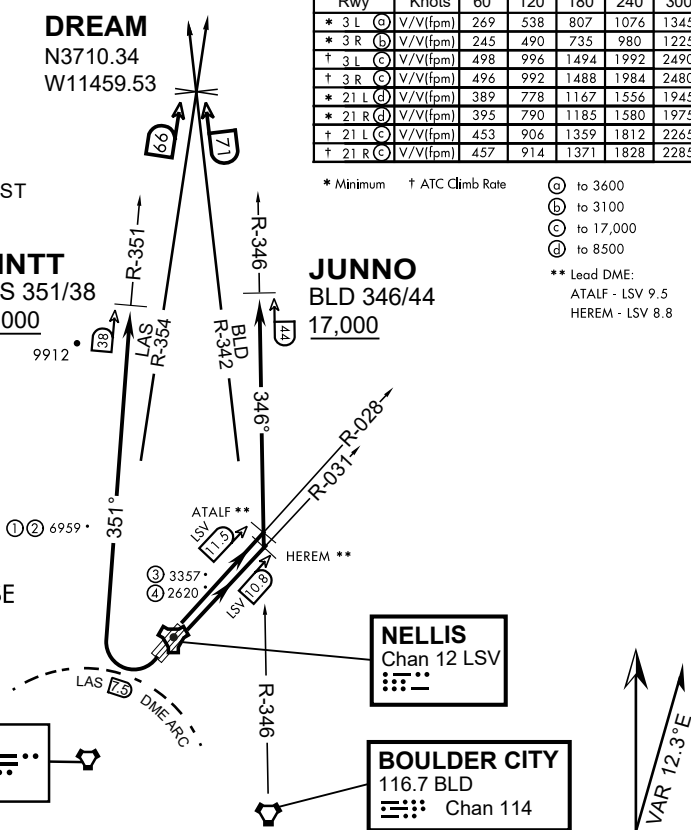 DREAM
N3710.34
W11459.53
Rwy Knots 60 120 180 240 300
* 3 L ⓐ V/V(fpm) 269 538 807 1076 1345
* 3 R ⓑ V/V(fpm) 245 490 735 980 1225
† 3 L ⓒ V/V(fpm) 498 996 1494 1992 2490
† 3 R ⓒ V/V(fpm) 496 992 1488 1984 2480
* 21 L ⓓ V/V(fpm) 389 778 1167 1556 1945
* 21 R ⓓ V/V(fpm) 395 790 1185 1580 1975
† 21 L ⓒ V/V(fpm) 453 906 1359 1812 2265
† 21 R ⓒ V/V(fpm) 457 914 1371 1828 2285
* Minimum † ATC Climb Rate
ⓐ to 3600
ⓑ to 3100
ⓒ to 17,000
ⓓ to 8500
** Lead DME:
ATALF - LSV 9.5
HEREM - LSV 8.8
66
71
ST
R-351
R-346
INTT
S 351/38
000
JUNNO
BLD 346/44
17,000
38
44
9912
LAS
R-354
BLD
R-342
346°
351°
R-028
R-031
ATALF **
LSV
11.5
HEREM **
① ② 6959
③ 3357
④ 2620
LSV 10.8
SE
NELLIS
Chan 12 LSV
LAS 7.5 DME ARC
R-346
BOULDER CITY
116.7 BLD
Chan 114
VAR 12.3°E